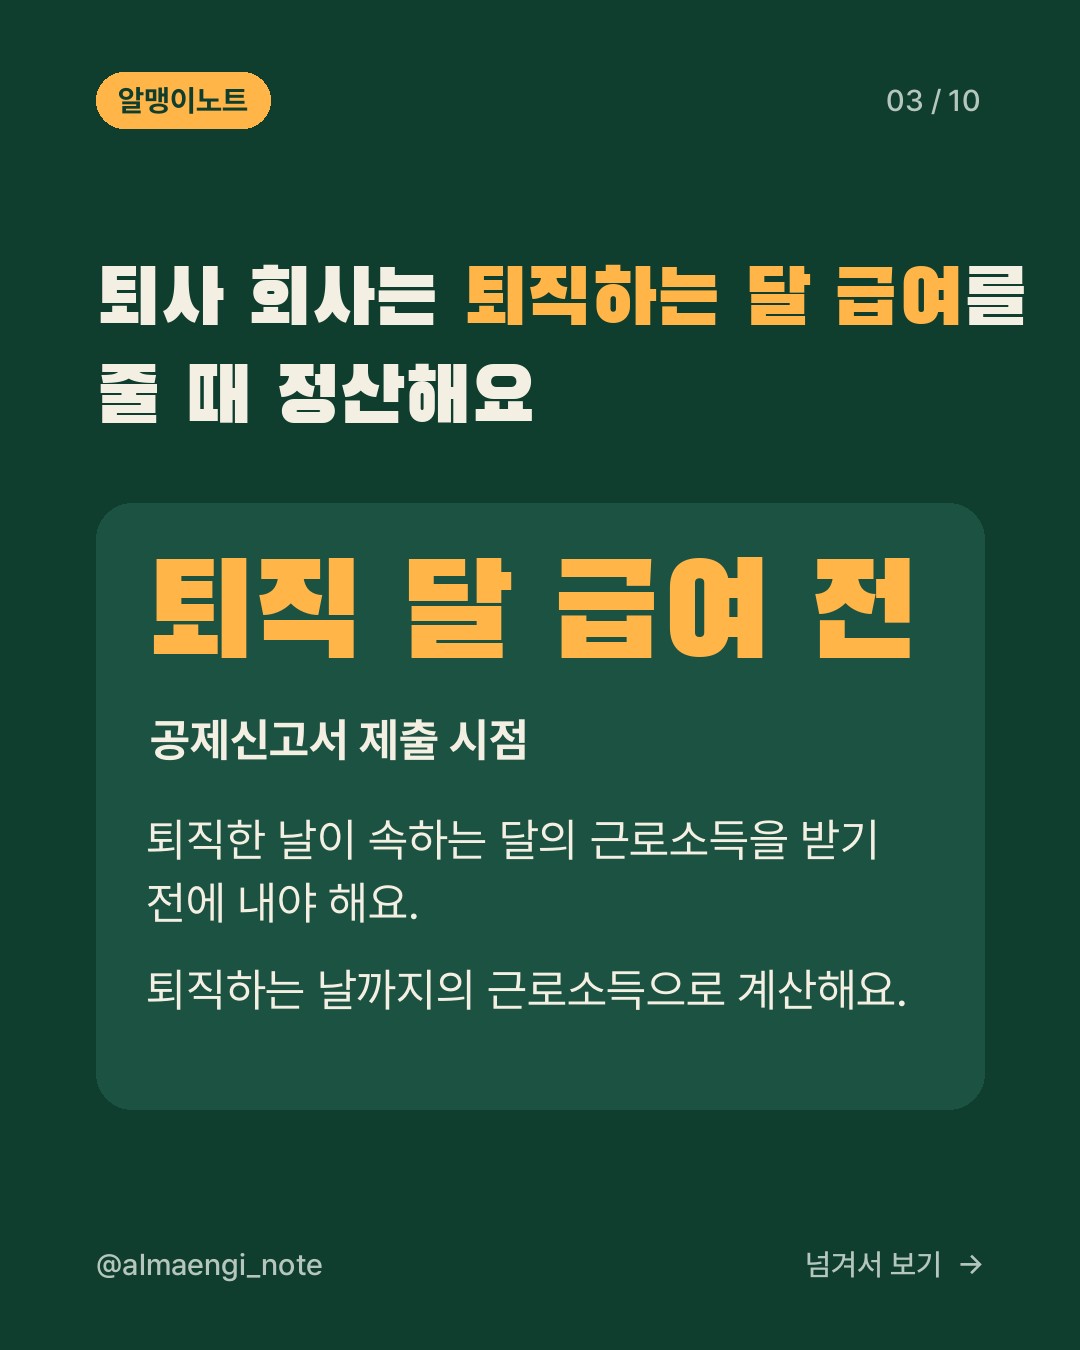 알맹이노트
03 / 10
퇴사 회사는 퇴직하는 달 급여를
줄 때 정산해요
퇴직 달 급여 전
공제신고서 제출 시점
퇴직한 날이 속하는 달의 근로소득을 받기
전에 내야 해요.
퇴직하는 날까지의 근로소득으로 계산해요.
@almaengi_note
넘겨서 보기 →